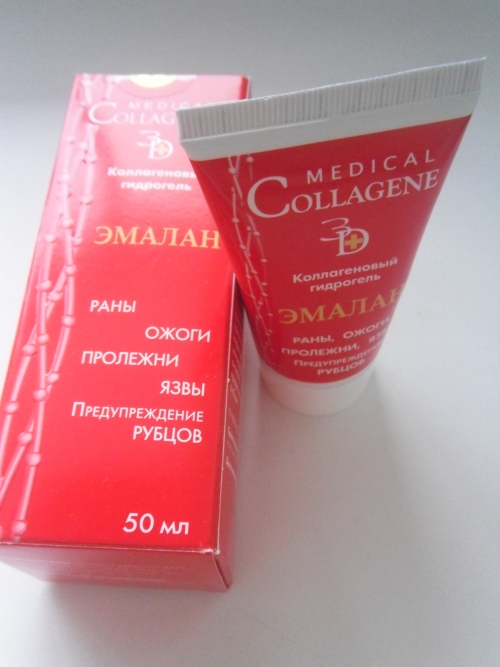 MEDICAL
COLLAGENE
3D
Коллагеновый
гидрогель
ЭМАЛАН
РАНЫ
ОЖОГИ
ПРОЛЕЖНИ
ЯЗВЫ
ПРЕДУПРЕЖДЕНИЕ
РУБЦОВ
50 мл
MEDICAL
COLLAGENE
3D
Коллагеновый
гидрогель
ЭМАЛАН
РАНЫ, ОЖОГИ
ПРОЛЕЖНИ, ЯЗВЫ
ПРЕДУПРЕЖДЕНИЕ
РУБЦОВ